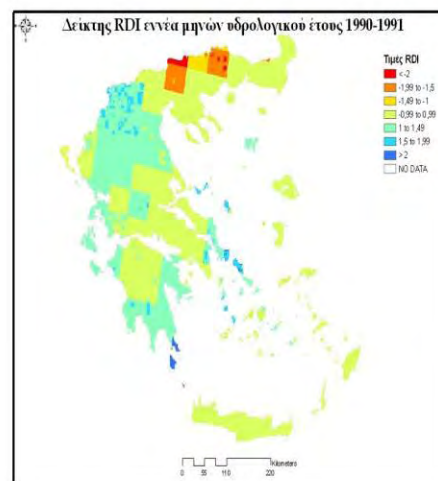 Δείκτης RDI εννέα μηνών υδρολογικού έτους 1990-1991
Τιμές RDI
<-2
-1,99 to -1,5
-1,49 to -1
-0,99 to 0,99
1 to 1,49
1,5 to 1,99
>2
NO DATA
Kilometers
0 55 110 220